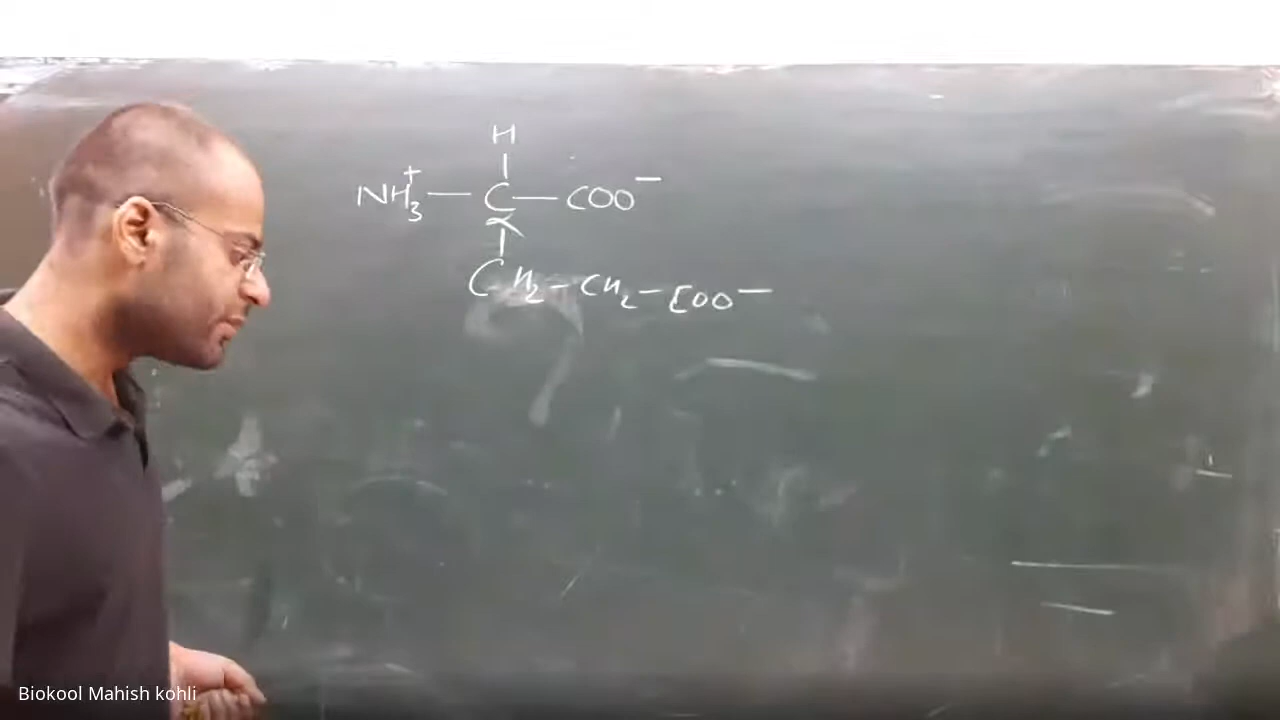 H
NH₃⁺ — C — COO⁻
α
CH₂ - CH₂ - COO⁻
Biokool Mahish kohli